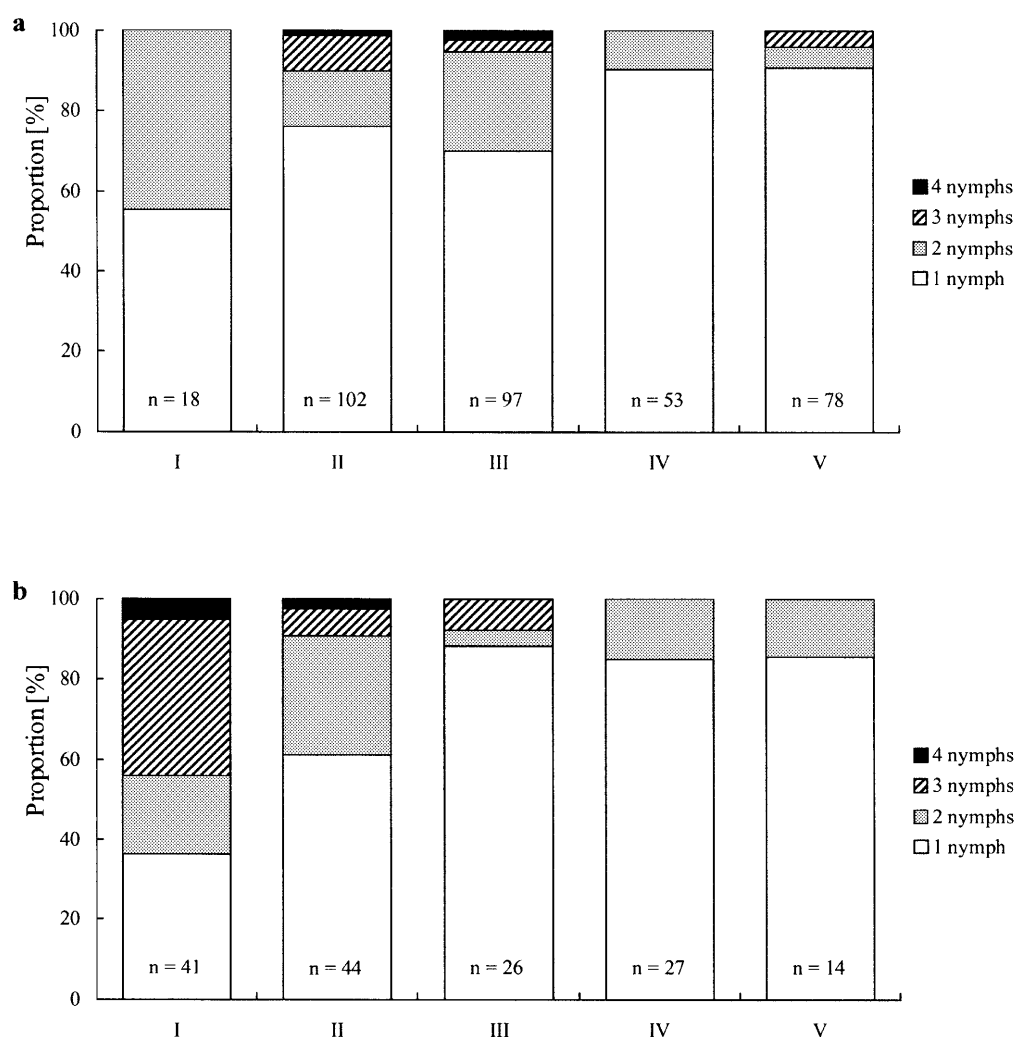 a
100
80
60
40
20
0
Proportion [%]
n = 18
n = 102
n = 97
n = 53
n = 78
I
II
III
IV
V
4 nymphs
3 nymphs
2 nymphs
1 nymph
b
100
80
60
40
20
0
Proportion [%]
n = 41
n = 44
n = 26
n = 27
n = 14
I
II
III
IV
V
4 nymphs
3 nymphs
2 nymphs
1 nymph